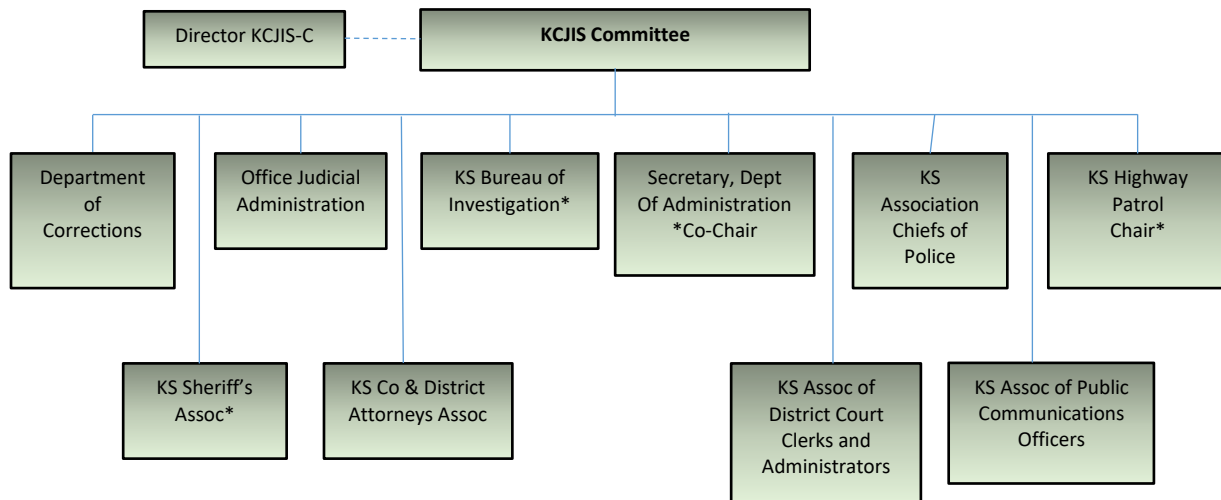 Director KCJIS-C
KCJIS Committee
Department
of
Corrections
Office Judicial
Administration
KS Bureau of
Investigation*
Secretary, Dept
Of Administration
*Co-Chair
KS
Association
Chiefs of
Police
KS Highway
Patrol
Chair*
KS Sheriff’s
Assoc*
KS Co & District
Attorneys Assoc
KS Assoc of
District Court
Clerks and
Administrators
KS Assoc of Public
Communications
Officers